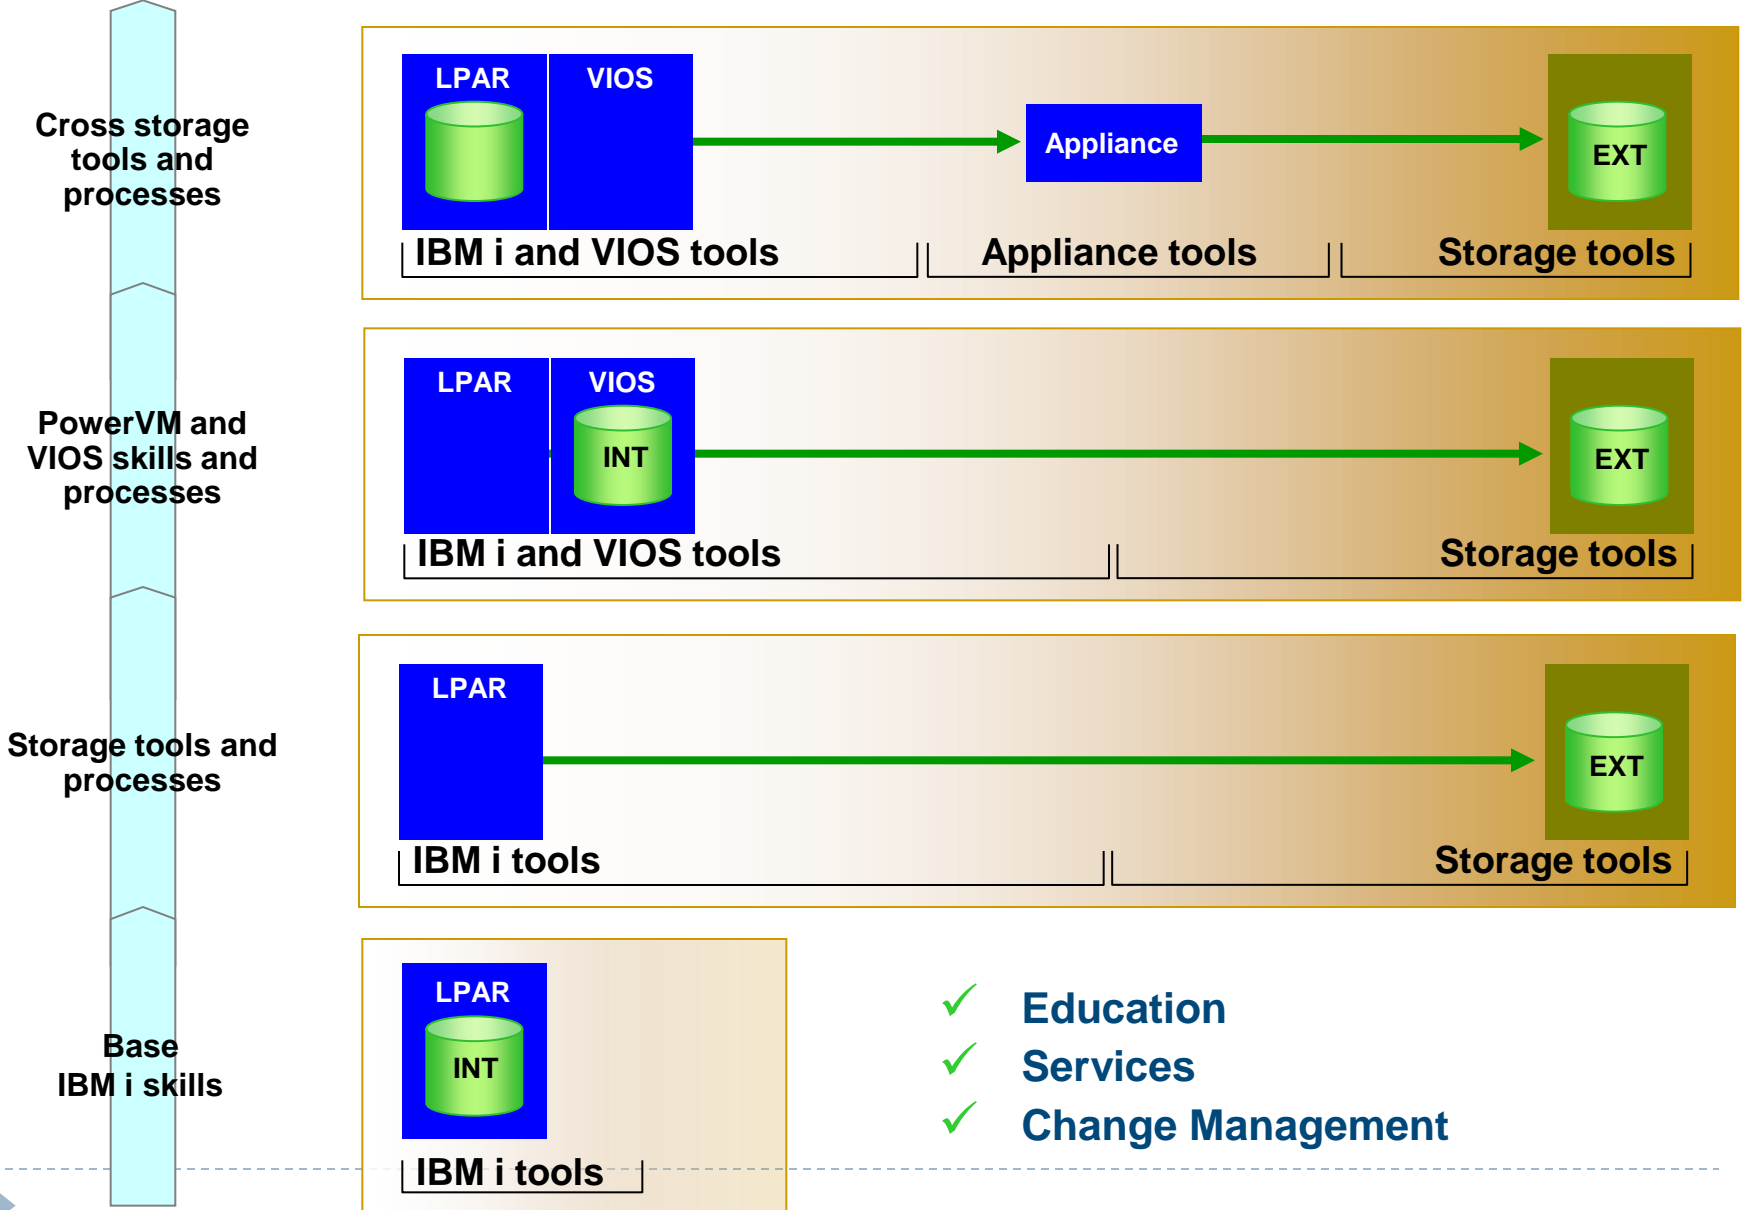 Cross storage
tools and
processes
LPAR
VIOS
Appliance
EXT
IBM i and VIOS tools
Appliance tools
Storage tools
PowerVM and
VIOS skills and
processes
LPAR
VIOS
INT
EXT
IBM i and VIOS tools
Storage tools
Storage tools and
processes
LPAR
EXT
IBM i tools
Storage tools
Base
IBM i skills
LPAR
INT
IBM i tools
Education
Services
Change Management